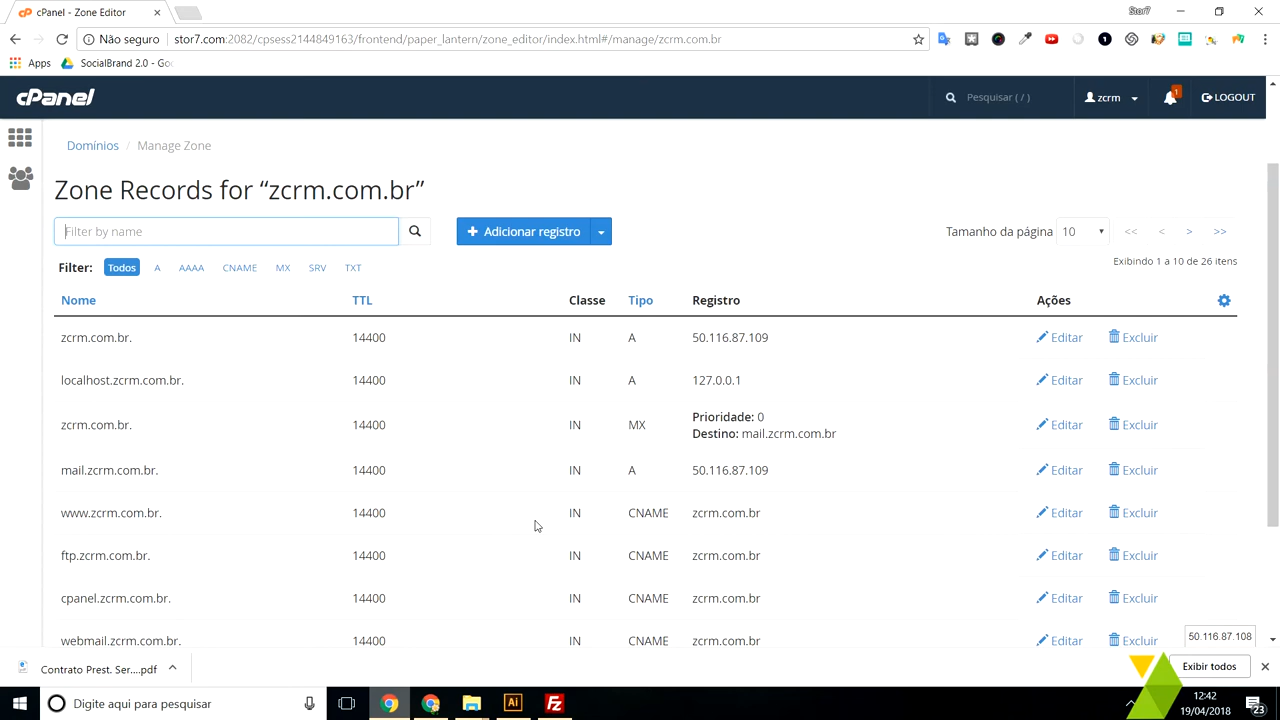 cPanel - Zone Editor
Stor7
Não seguro
stor7.com:2082/cpsess2144849163/frontend/paper_lantern/zone_editor/index.html#/manage/zcrm.com.br
Apps
SocialBrand 2.0 - Goo
cPanel
Pesquisar ( / )
zcrm
1
LOGOUT
Domínios / Manage Zone
Zone Records for “zcrm.com.br”
Filter by name
Adicionar registro
Tamanho da página 10 << < > >>
Exibindo 1 a 10 de 26 itens
Filter: Todos A AAAA CNAME MX SRV TXT
Nome TTL Classe Tipo Registro Ações
zcrm.com.br. 14400 IN A 50.116.87.109 Editar Excluir
localhost.zcrm.com.br. 14400 IN A 127.0.0.1 Editar Excluir
zcrm.com.br. 14400 IN MX Prioridade: 0 Editar Excluir
Destino: mail.zcrm.com.br
mail.zcrm.com.br. 14400 IN A 50.116.87.109 Editar Excluir
www.zcrm.com.br. 14400 IN CNAME zcrm.com.br Editar Excluir
ftp.zcrm.com.br. 14400 IN CNAME zcrm.com.br Editar Excluir
cpanel.zcrm.com.br. 14400 IN CNAME zcrm.com.br Editar Excluir
webmail.zcrm.com.br. 14400 IN CNAME zcrm.com.br Editar Excluir
50.116.87.108
Contrato Prest. Ser....pdf
Exibir todos
Digite aqui para pesquisar
Ai
Fz
12:42
19/04/2018
23